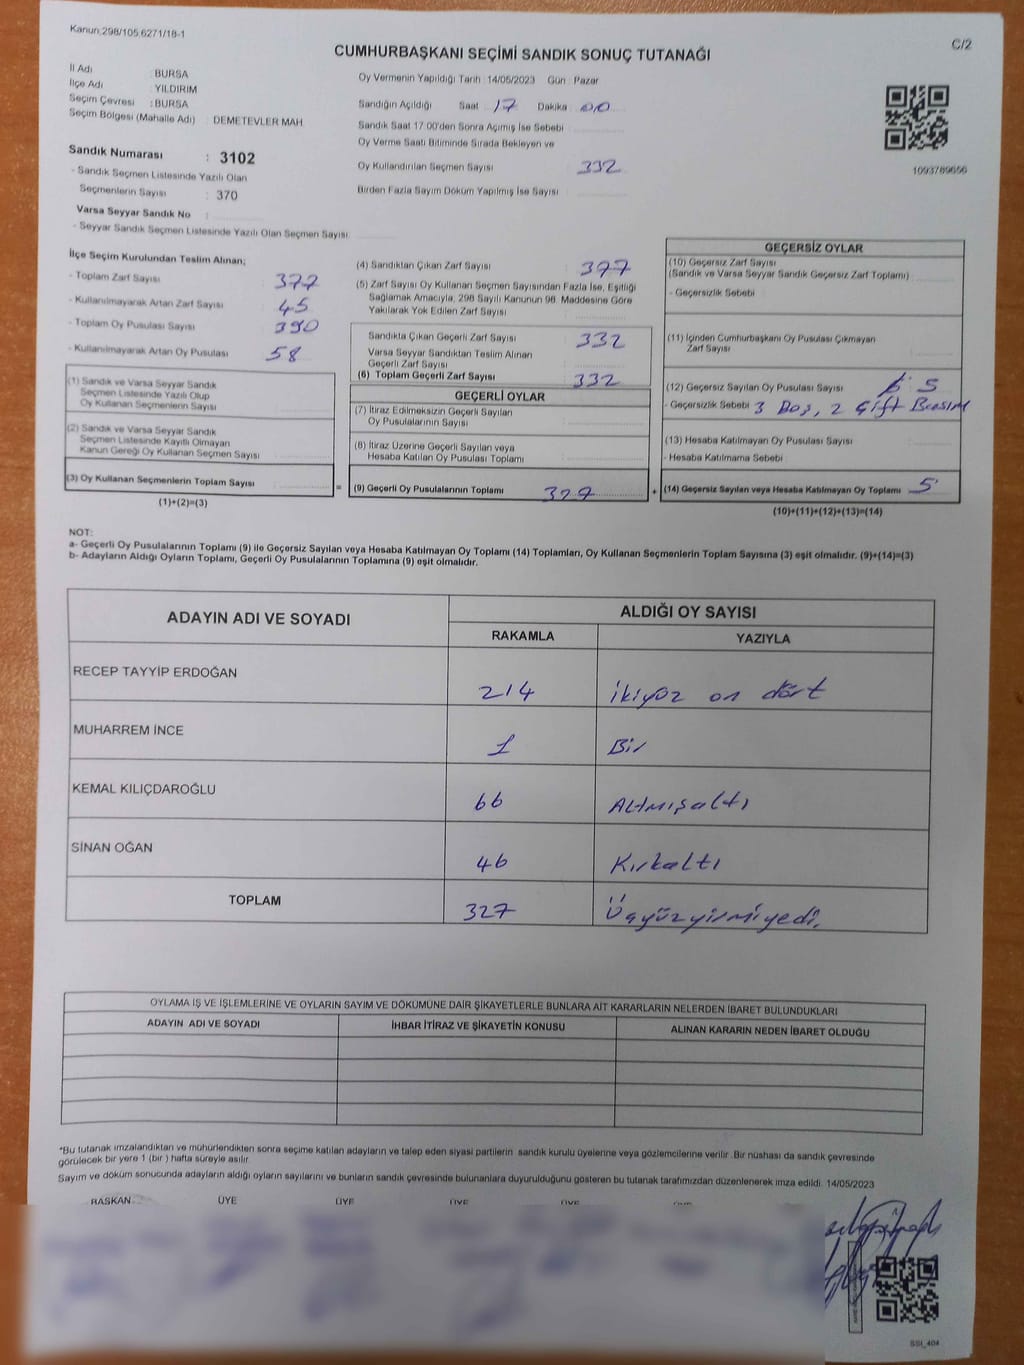 Kanun:298/105,6271/18-1
C/2
CUMHURBAŞKANI SEÇİMİ SANDIK SONUÇ TUTANAĞI
İl Adı : BURSA
İlçe Adı : YILDIRIM
Seçim Çevresi : BURSA
Seçim Bölgesi (Mahalle Adı) : DEMETEVLER MAH.
Sandık Numarası : 3102
- Sandık Seçmen Listesinde Yazılı Olan
Seçmenlerin Sayısı : 370
Varsa Seyyar Sandık No :
- Seyyar Sandık Seçmen Listesinde Yazılı Olan Seçmen Sayısı
Oy Vermenin Yapıldığı Tarih : 14/05/2023 Gün : Pazar
Sandığın Açıldığı Saat 17 Dakika 00
Sandık Saat 17.00'den Sonra Açımış İse Sebebi
Oy Verme Saati Bitiminde Sırada Bekleyen ve
Oy Kullandırılan Seçmen Sayısı 332
Birden Fazla Sayım Döküm Yapılmış İse Sayısı
1093789656
İlçe Seçim Kurulundan Teslim Alınan;
- Toplam Zarf Sayısı 377
- Kullanılmayarak Artan Zarf Sayısı 45
- Toplam Oy Pusulası Sayısı 390
- Kullanılmayarak Artan Oy Pusulası 58
(1) Sandık ve Varsa Seyyar Sandık
Seçmen Listesinde Yazılı Olup
Oy Kullanan Seçmenlerin Sayısı
(2) Sandık ve Varsa Seyyar Sandık
Seçmen Listesinde Kayıtlı Olmayan
Kanun Gereği Oy Kullanan Seçmen Sayısı
(3) Oy Kullanan Seçmenlerin Toplam Sayısı
=
(1)+(2)=(3)
(4) Sandıktan Çıkan Zarf Sayısı
(5) Zarf Sayısı Oy Kullanan Seçmen Sayısından Fazla İse, Eşitliği
Sağlamak Amacıyla, 298 Sayılı Kanunun 98. Maddesine Göre
Yakılarak Yok Edilen Zarf Sayısı
Sandıkta Çıkan Geçerli Zarf Sayısı 332
Varsa Seyyar Sandıktan Teslim Alınan
Geçerli Zarf Sayısı
(6) Toplam Geçerli Zarf Sayısı 332
GEÇERLİ OYLAR
(7) İtiraz Edilmeksizin Geçerli Sayılan
Oy Pusulalarının Sayısı
(8) İtiraz Üzerine Geçerli Sayılan veya
Hesaba Katılan Oy Pusulası Toplamı
(9) Geçerli Oy Pusulalarının Toplamı 327
+
GEÇERSİZ OYLAR
(10) Geçersiz Zarf Sayısı
(Sandık ve Varsa Seyyar Sandık Geçersiz Zarf Toplamı)
- Geçersizlik Sebebi
(11) İçinden Cumhurbaşkanı Oy Pusulası Çıkmayan
Zarf Sayısı
(12) Geçersiz Sayılan Oy Pusulası Sayısı 5
- Geçersizlik Sebebi 3 Boş, 2 Çift Basım
(13) Hesaba Katılmayan Oy Pusulası Sayısı
- Hesaba Katılmama Sebebi
(14) Geçersiz Sayılan veya Hesaba Katılmayan Oy Toplamı 5
(10)+(11)+(12)+(13)=(14)
NOT:
a- Geçerli Oy Pusulalarının Toplamı (9) ile Geçersiz Sayılan veya Hesaba Katılmayan Oy Toplamı (14) Toplamları, Oy Kullanan Seçmenlerin Toplam Sayısına (3) eşit olmalıdır. (9)+(14)=(3)
b- Adayların Aldığı Oyların Toplamı, Geçerli Oy Pusulalarının Toplamına (9) eşit olmalıdır.
ADAYIN ADI VE SOYADI
ALDIĞI OY SAYISI
RAKAMLA YAZIYLA
RECEP TAYYİP ERDOĞAN 214 ikiyüz on dört
MUHARREM İNCE 1 Bir
KEMAL KILIÇDAROĞLU 66 Altmışaltı
SİNAN OĞAN 46 Kırkaltı
TOPLAM 327 Üçyüzyirmiyedi.
OYLAMA İŞ VE İŞLEMLERİNE VE OYLARIN SAYIM VE DÖKÜMÜNE DAİR ŞİKAYETLERLE BUNLARA AİT KARARLARIN NELERDEN İBARET BULUNDUKLARI
ADAYIN ADI VE SOYADI İHBAR İTİRAZ VE ŞİKAYETİN KONUSU ALINAN KARARIN NEDEN İBARET OLDUĞU
*Bu tutanak imzalandıktan ve mühürlendikten sonra seçime katılan adayların ve talep eden siyasi partilerin sandık kurulu üyelerine veya gözlemcilerine verilir. Bir nüshası da sandık çevresinde
görülecek bir yere 1 (bir ) hafta süreyle asılır.
Sayım ve döküm sonucunda adayların aldığı oyların sayılarını ve bunların sandık çevresinde bulunanlara duyurulduğunu gösteren bu tutanak tarafımızdan düzenlenerek imza edildi. 14/05/2023
BAŞKAN ÜYE ÜYE ÜYE ÜYE
SSI_404